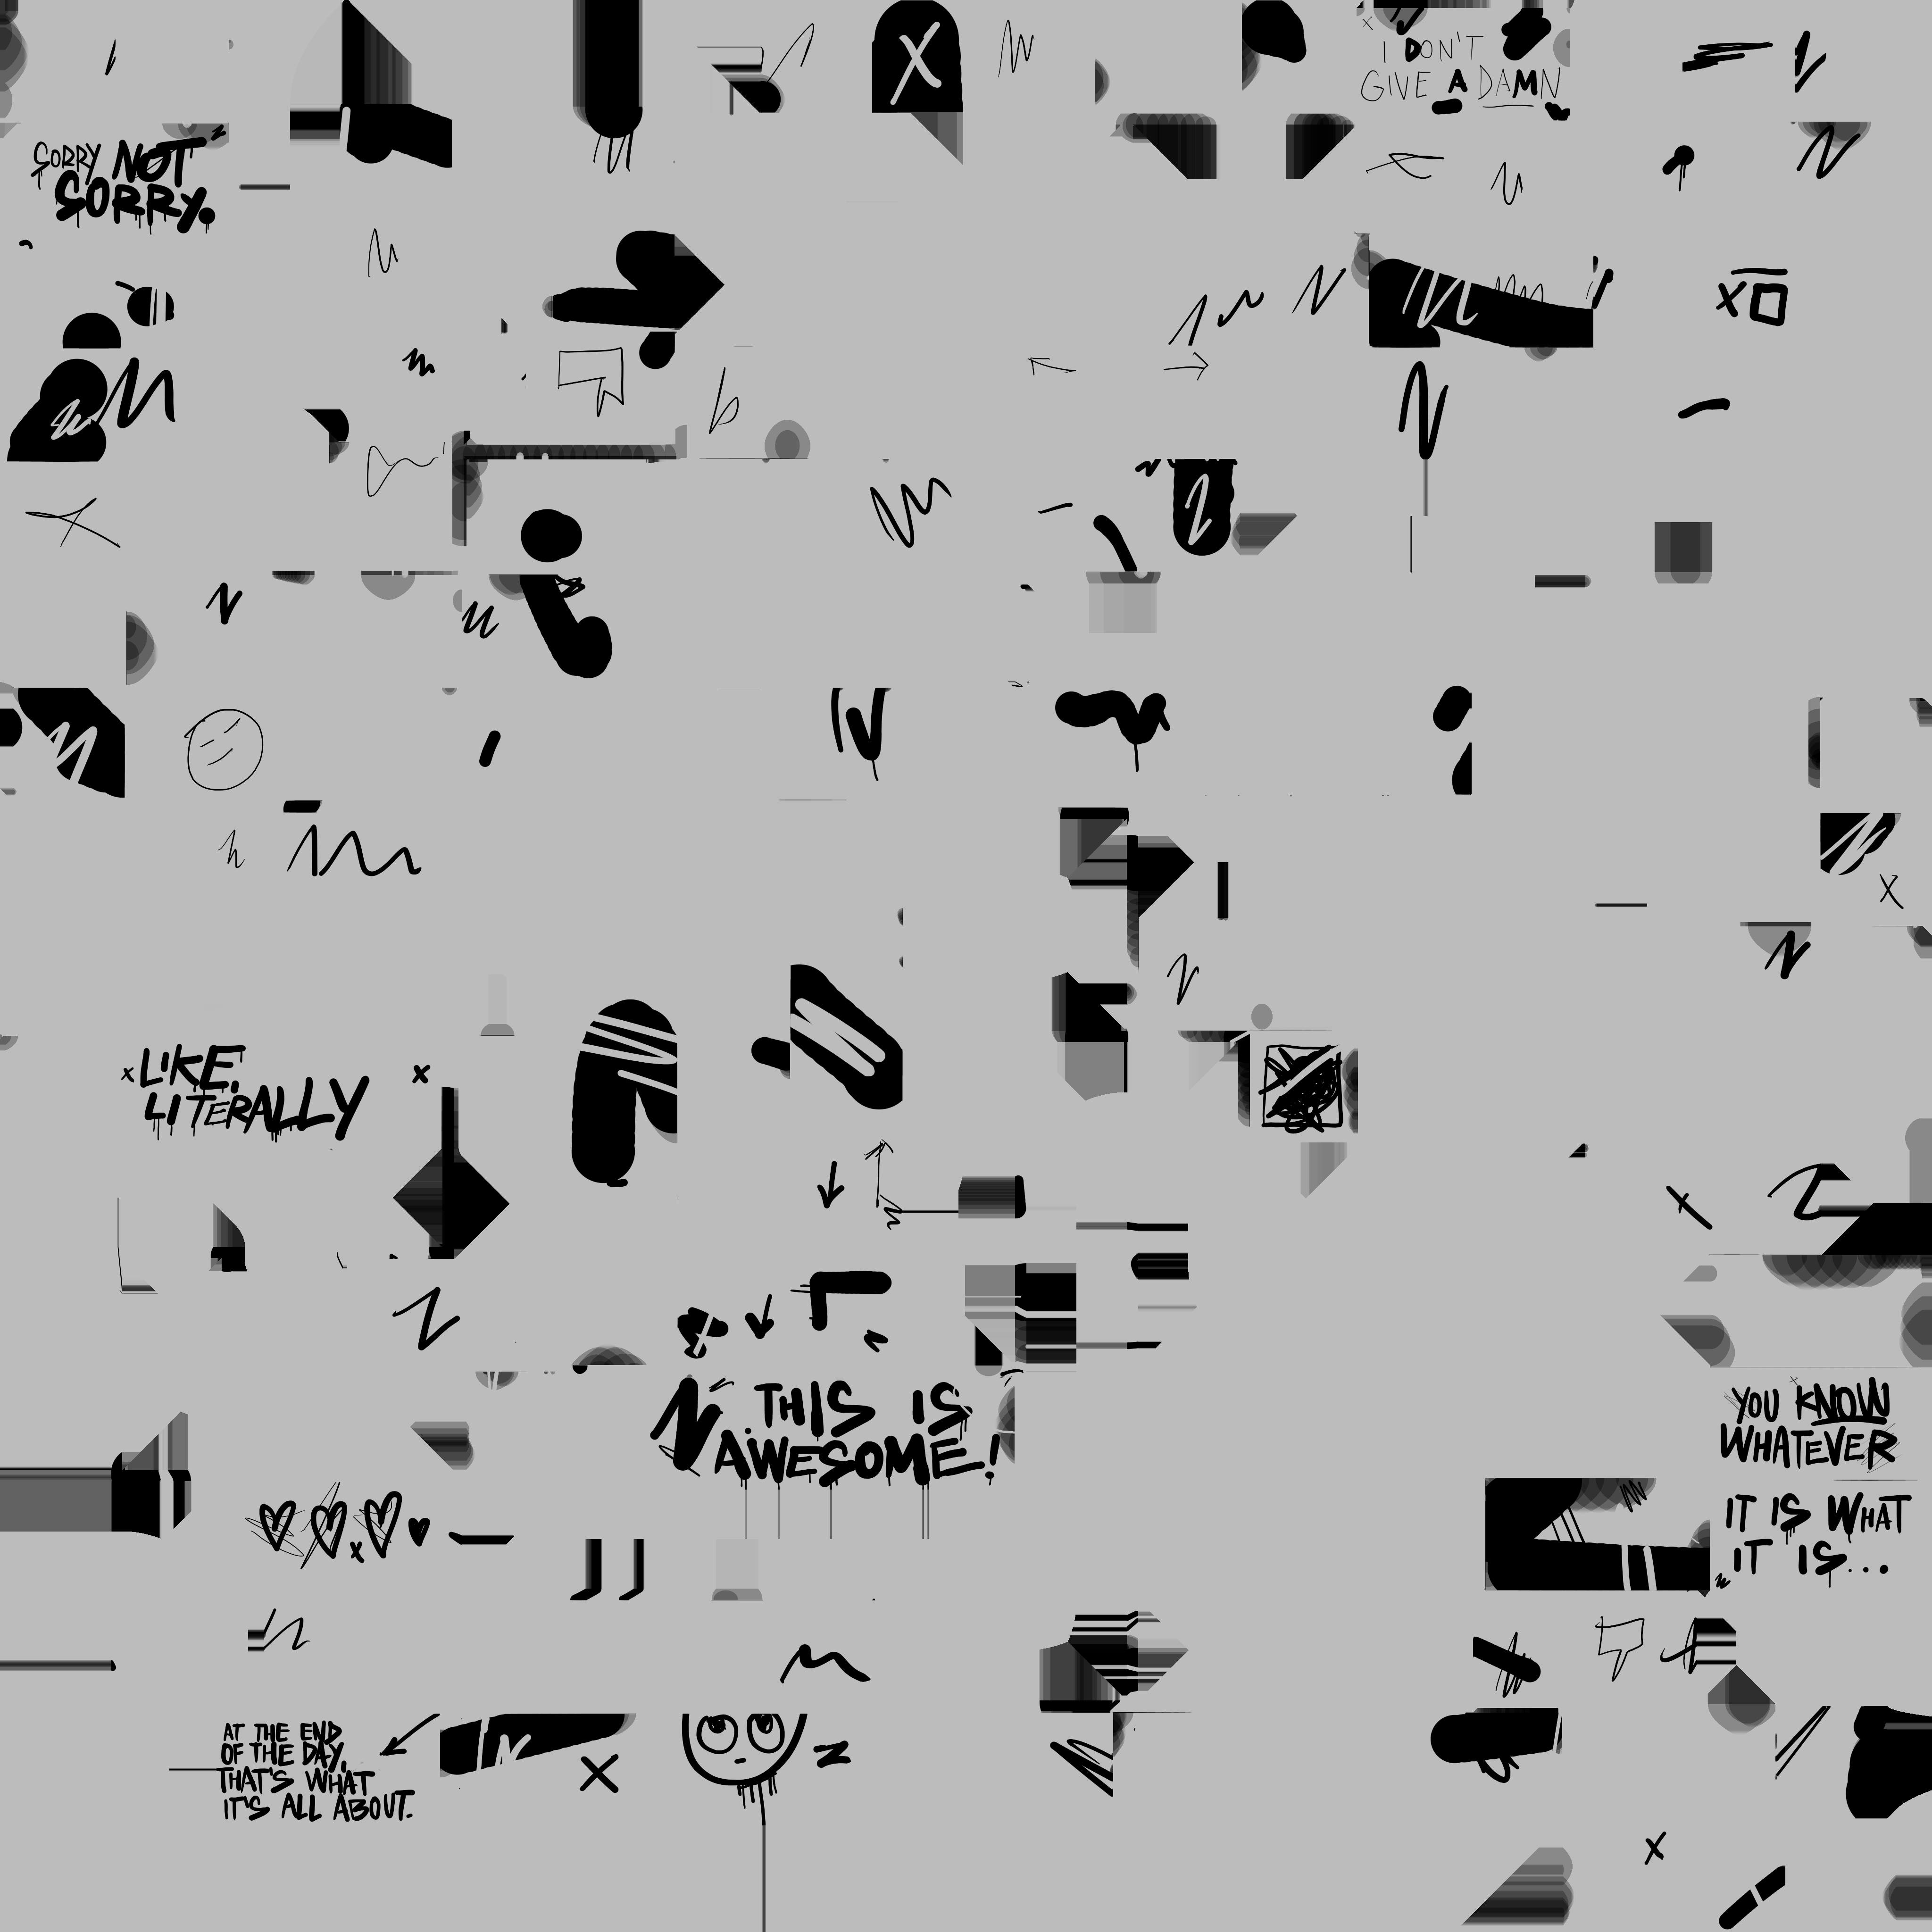 I DON'T
GIVE A DAMN
SORRY NOT
SORRY.
x LIKE, x
LITERALLY
THIS IS
AWESOME!
YOU KNOW
WHATEVER
IT IS WHAT
IT IS...
AT THE END
OF THE DAY,
THAT'S WHAT
IT'S ALL ABOUT.